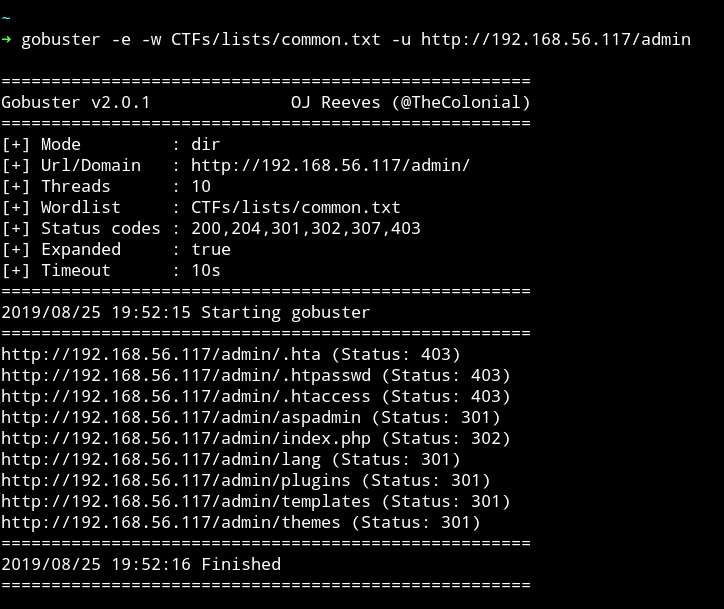 ~
➜ gobuster -e -w CTFs/lists/common.txt -u http://192.168.56.117/admin
=====================================================
Gobuster v2.0.1              OJ Reeves (@TheColonial)
=====================================================
[+] Mode         : dir
[+] Url/Domain   : http://192.168.56.117/admin/
[+] Threads      : 10
[+] Wordlist     : CTFs/lists/common.txt
[+] Status codes : 200,204,301,302,307,403
[+] Expanded     : true
[+] Timeout      : 10s
=====================================================
2019/08/25 19:52:15 Starting gobuster
=====================================================
http://192.168.56.117/admin/.hta (Status: 403)
http://192.168.56.117/admin/.htpasswd (Status: 403)
http://192.168.56.117/admin/.htaccess (Status: 403)
http://192.168.56.117/admin/aspadmin (Status: 301)
http://192.168.56.117/admin/index.php (Status: 302)
http://192.168.56.117/admin/lang (Status: 301)
http://192.168.56.117/admin/plugins (Status: 301)
http://192.168.56.117/admin/templates (Status: 301)
http://192.168.56.117/admin/themes (Status: 301)
=====================================================
2019/08/25 19:52:16 Finished
=====================================================